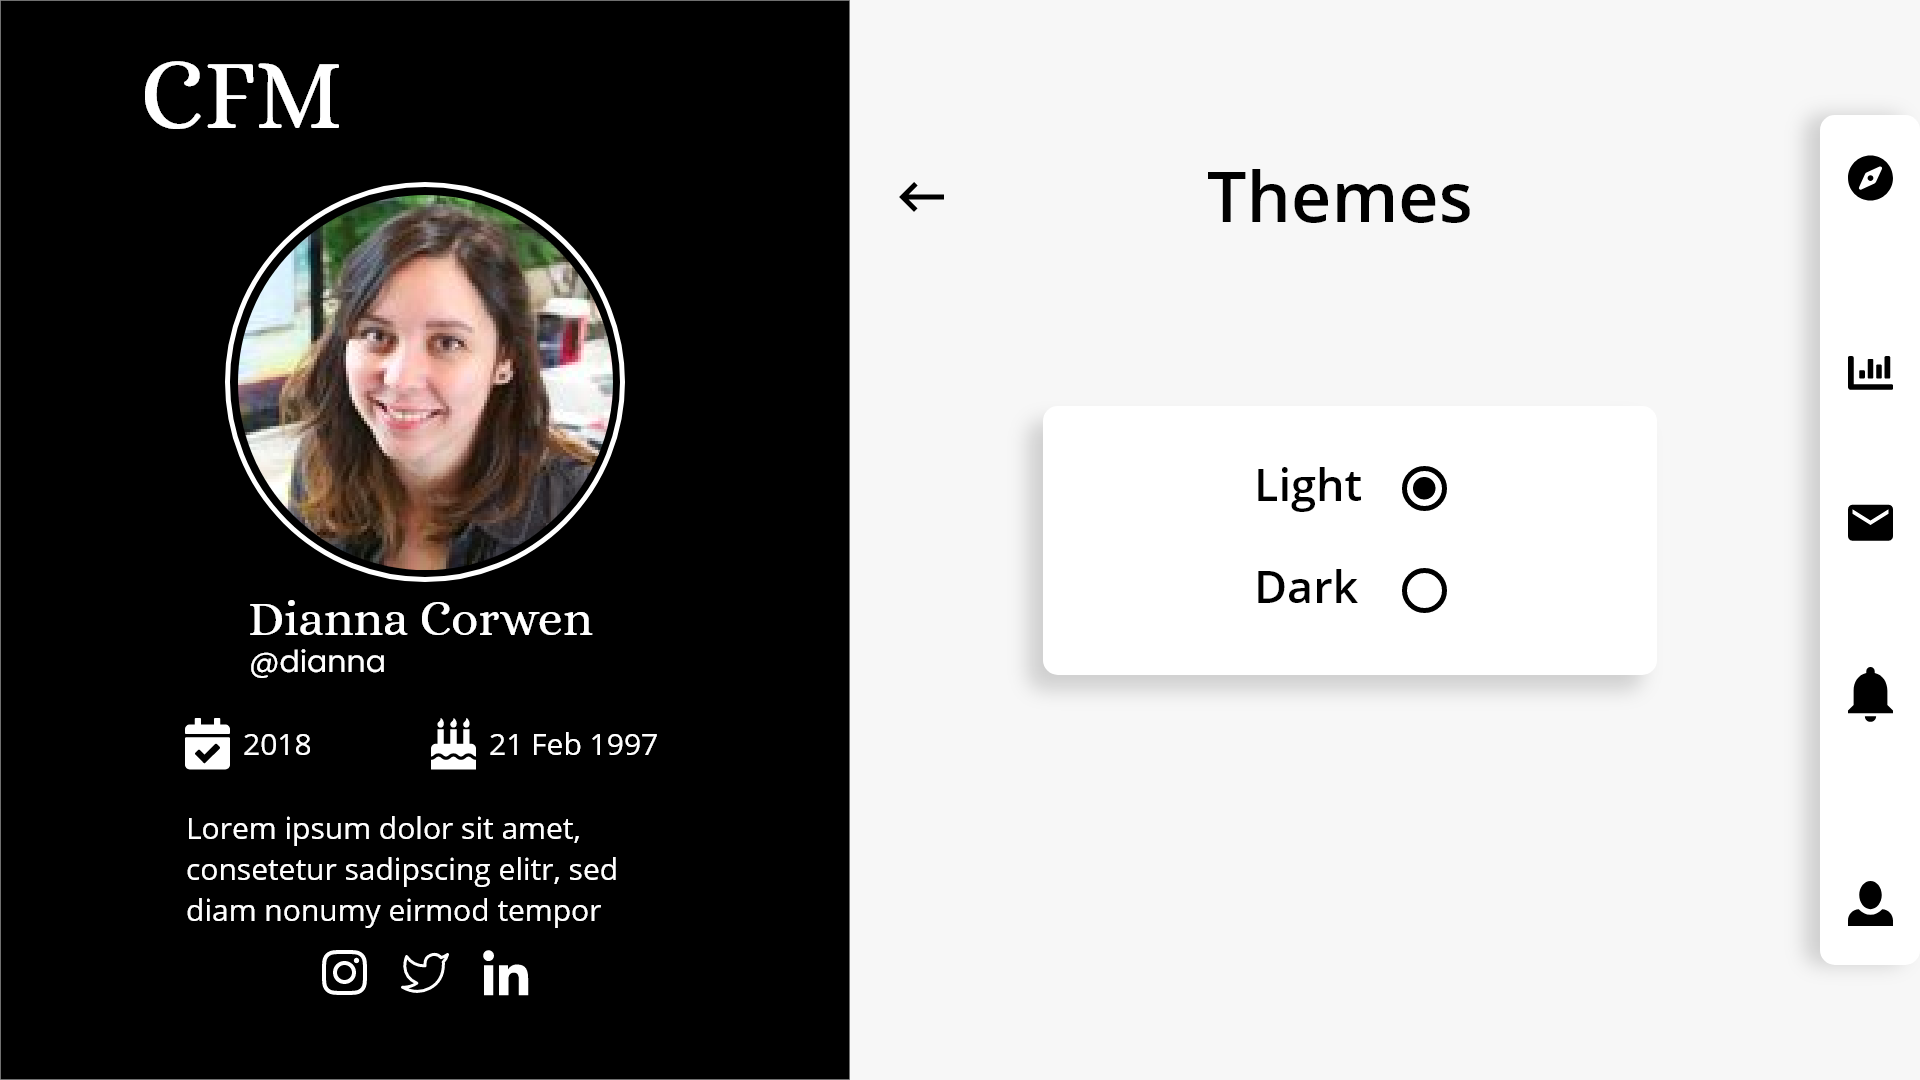 CFM
Dianna Corwen
@dianna
2018
21 Feb 1997
Lorem ipsum dolor sit amet,
consetetur sadipscing elitr, sed
diam nonumy eirmod tempor
Themes
Light
Dark